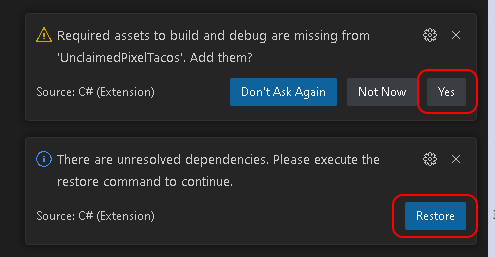 Required assets to build and debug are missing from
'UnclaimedPixelTacos'. Add them?
Source: C# (Extension)
Don't Ask Again
Not Now
Yes
There are unresolved dependencies. Please execute the
restore command to continue.
Source: C# (Extension)
Restore